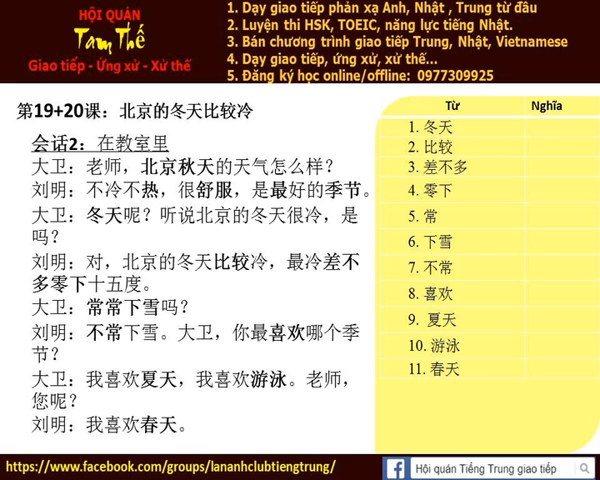 HỘI QUÁN
Tam Thế
Giao tiếp - Ứng xử - Xử thế
1. Dạy giao tiếp phản xạ Anh, Nhật , Trung từ đầu
2. Luyện thi HSK, TOEIC, năng lực tiếng Nhật.
3. Bán chương trình giao tiếp Trung, Nhật, Vietnamese
4. Dạy giao tiếp, ứng xử, xử thế...
5. Đăng ký học online/offline: 0977309925
第19+20课：北京的冬天比较冷
会话2：在教室里
大卫：老师，北京秋天的天气怎么样？
刘明：不冷不热，很舒服，是最好的季节。
大卫：冬天呢？听说北京的冬天很冷，是
吗？
刘明：对，北京的冬天比较冷，最冷差不
多零下十五度。
大卫：常常下雪吗？
刘明：不常下雪。大卫，你最喜欢哪个季
节？
大卫：我喜欢夏天，我喜欢游泳。老师，
您呢？
刘明：我喜欢春天。
Từ Nghĩa
1. 冬天
2. 比较
3. 差不多
4. 零下
5. 常
6. 下雪
7. 不常
8. 喜欢
9. 夏天
10. 游泳
11. 春天
https://www.facebook.com/groups/lananhclubtiengtrung/
f Hội quán Tiếng Trung giao tiếp